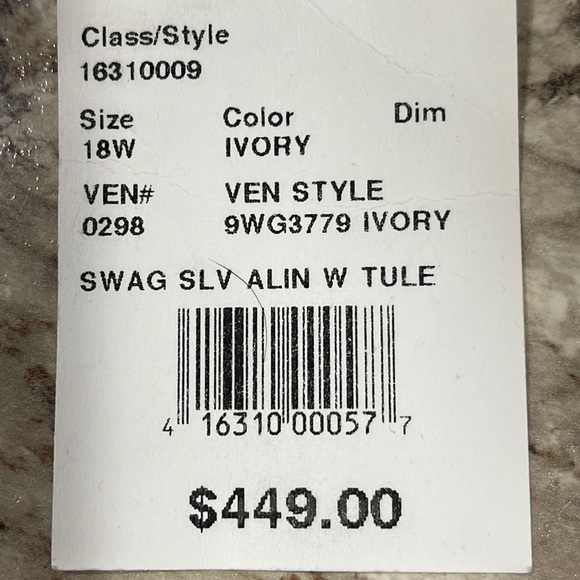 Class/Style
16310009
Size Color Dim
18W IVORY
VEN# VEN STYLE
0298 9WG3779 IVORY
SWAG SLV ALIN W TULE
4 16310 00057 7
$449.00